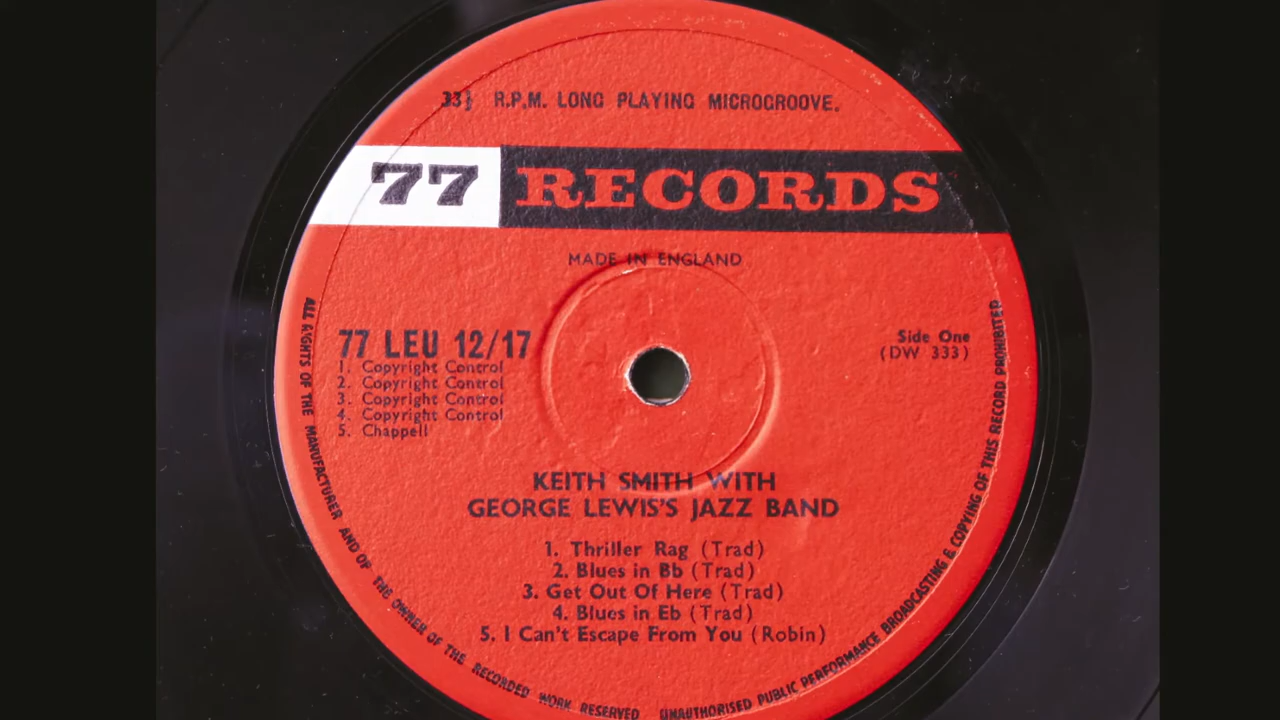 33⅓ R.P.M. LONG PLAYING MICROGROOVE.
77 RECORDS
MADE IN ENGLAND
77 LEU 12/17
1. Copyright Control
2. Copyright Control
3. Copyright Control
4. Copyright Control
5. Chappell
Side One
(DW 333)
KEITH SMITH WITH
GEORGE LEWIS'S JAZZ BAND
1. Thriller Rag (Trad)
2. Blues in Bb (Trad)
3. Get Out Of Here (Trad)
4. Blues in Eb (Trad)
5. I Can't Escape From You (Robin)
ALL RIGHTS OF THE MANUFACTURER AND OF THE OWNER OF THE RECORDED WORK RESERVED UNAUTHORISED PUBLIC PERFORMANCE BROADCASTING & COPYING OF THIS RECORD PROHIBITED